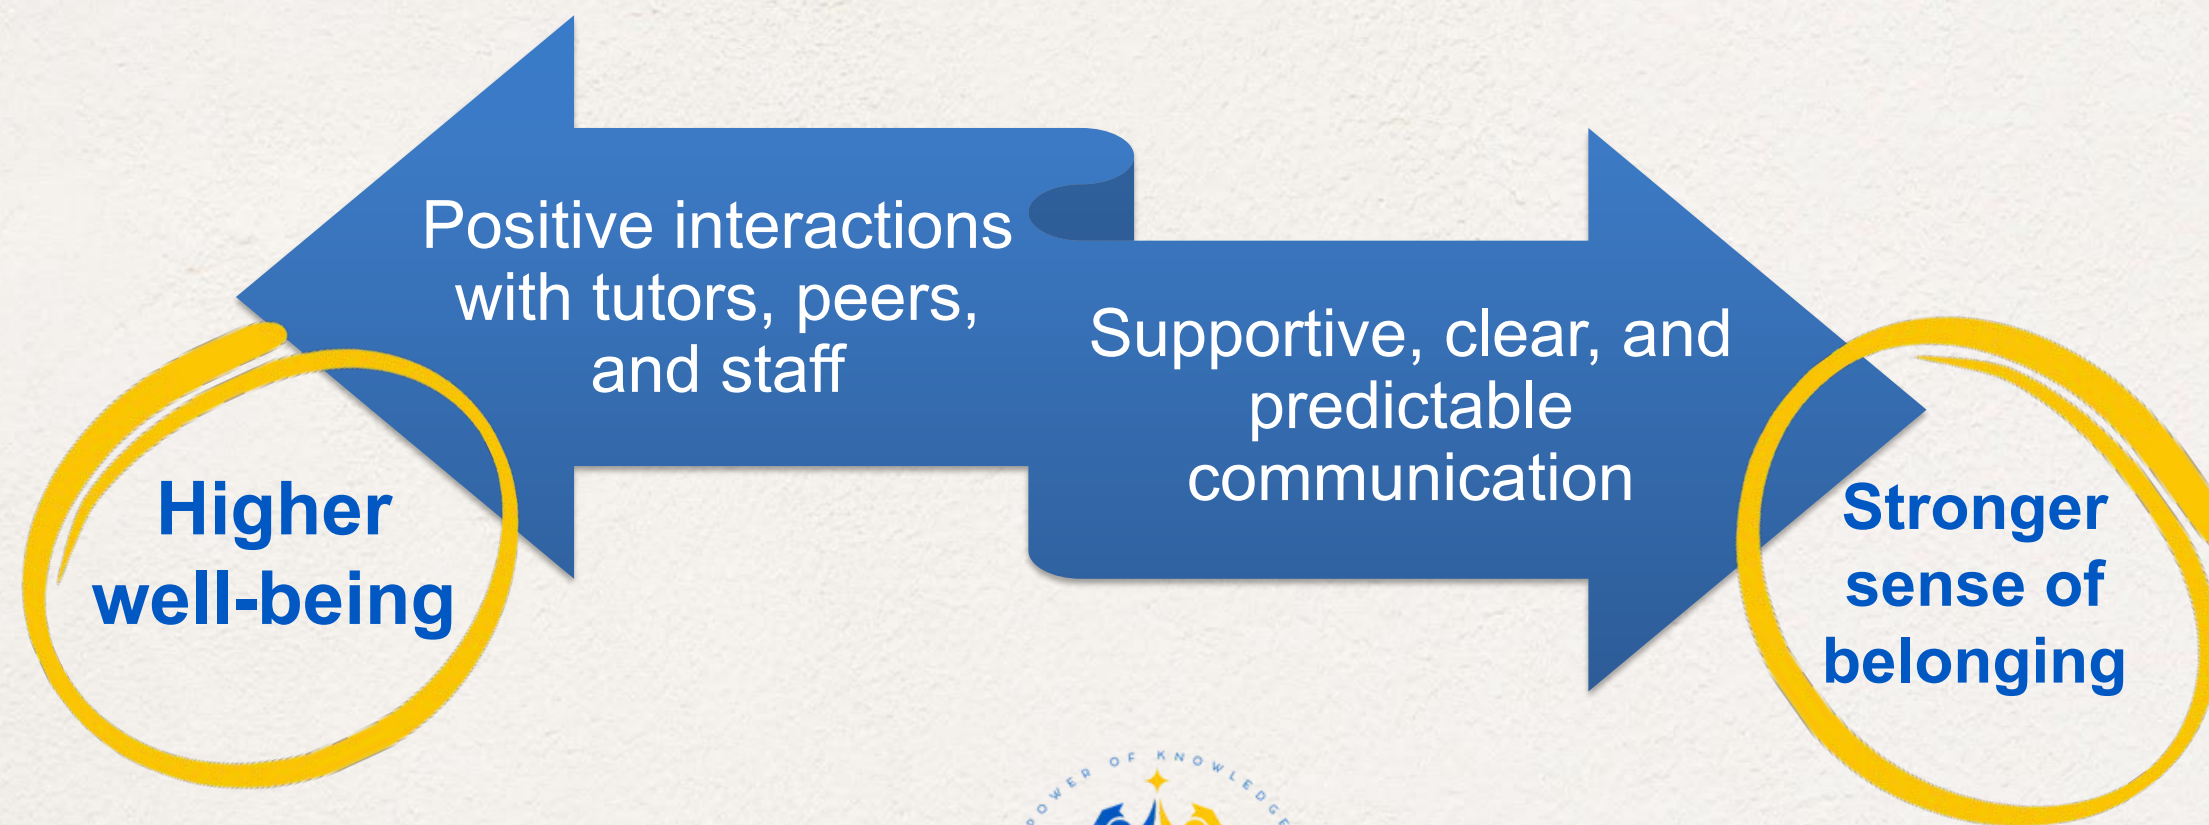 Positive interactions
with tutors, peers,
and staff
Supportive, clear, and
predictable
communication
Higher
well-being
Stronger
sense of
belonging
POWER OF KNOWLEDGE